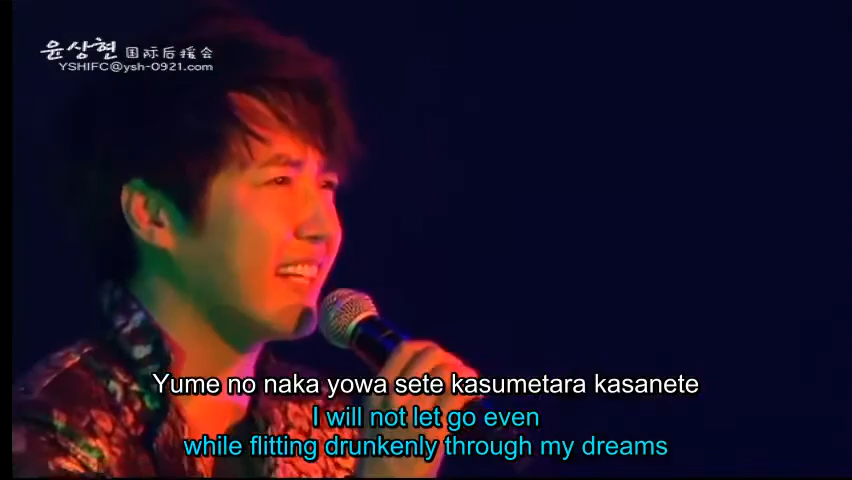 윤상현 国际后援会
YSHIFC@ysh-0921.com
Yume no naka yowa sete kasumetara kasanete
I will not let go even
while flitting drunkenly through my dreams